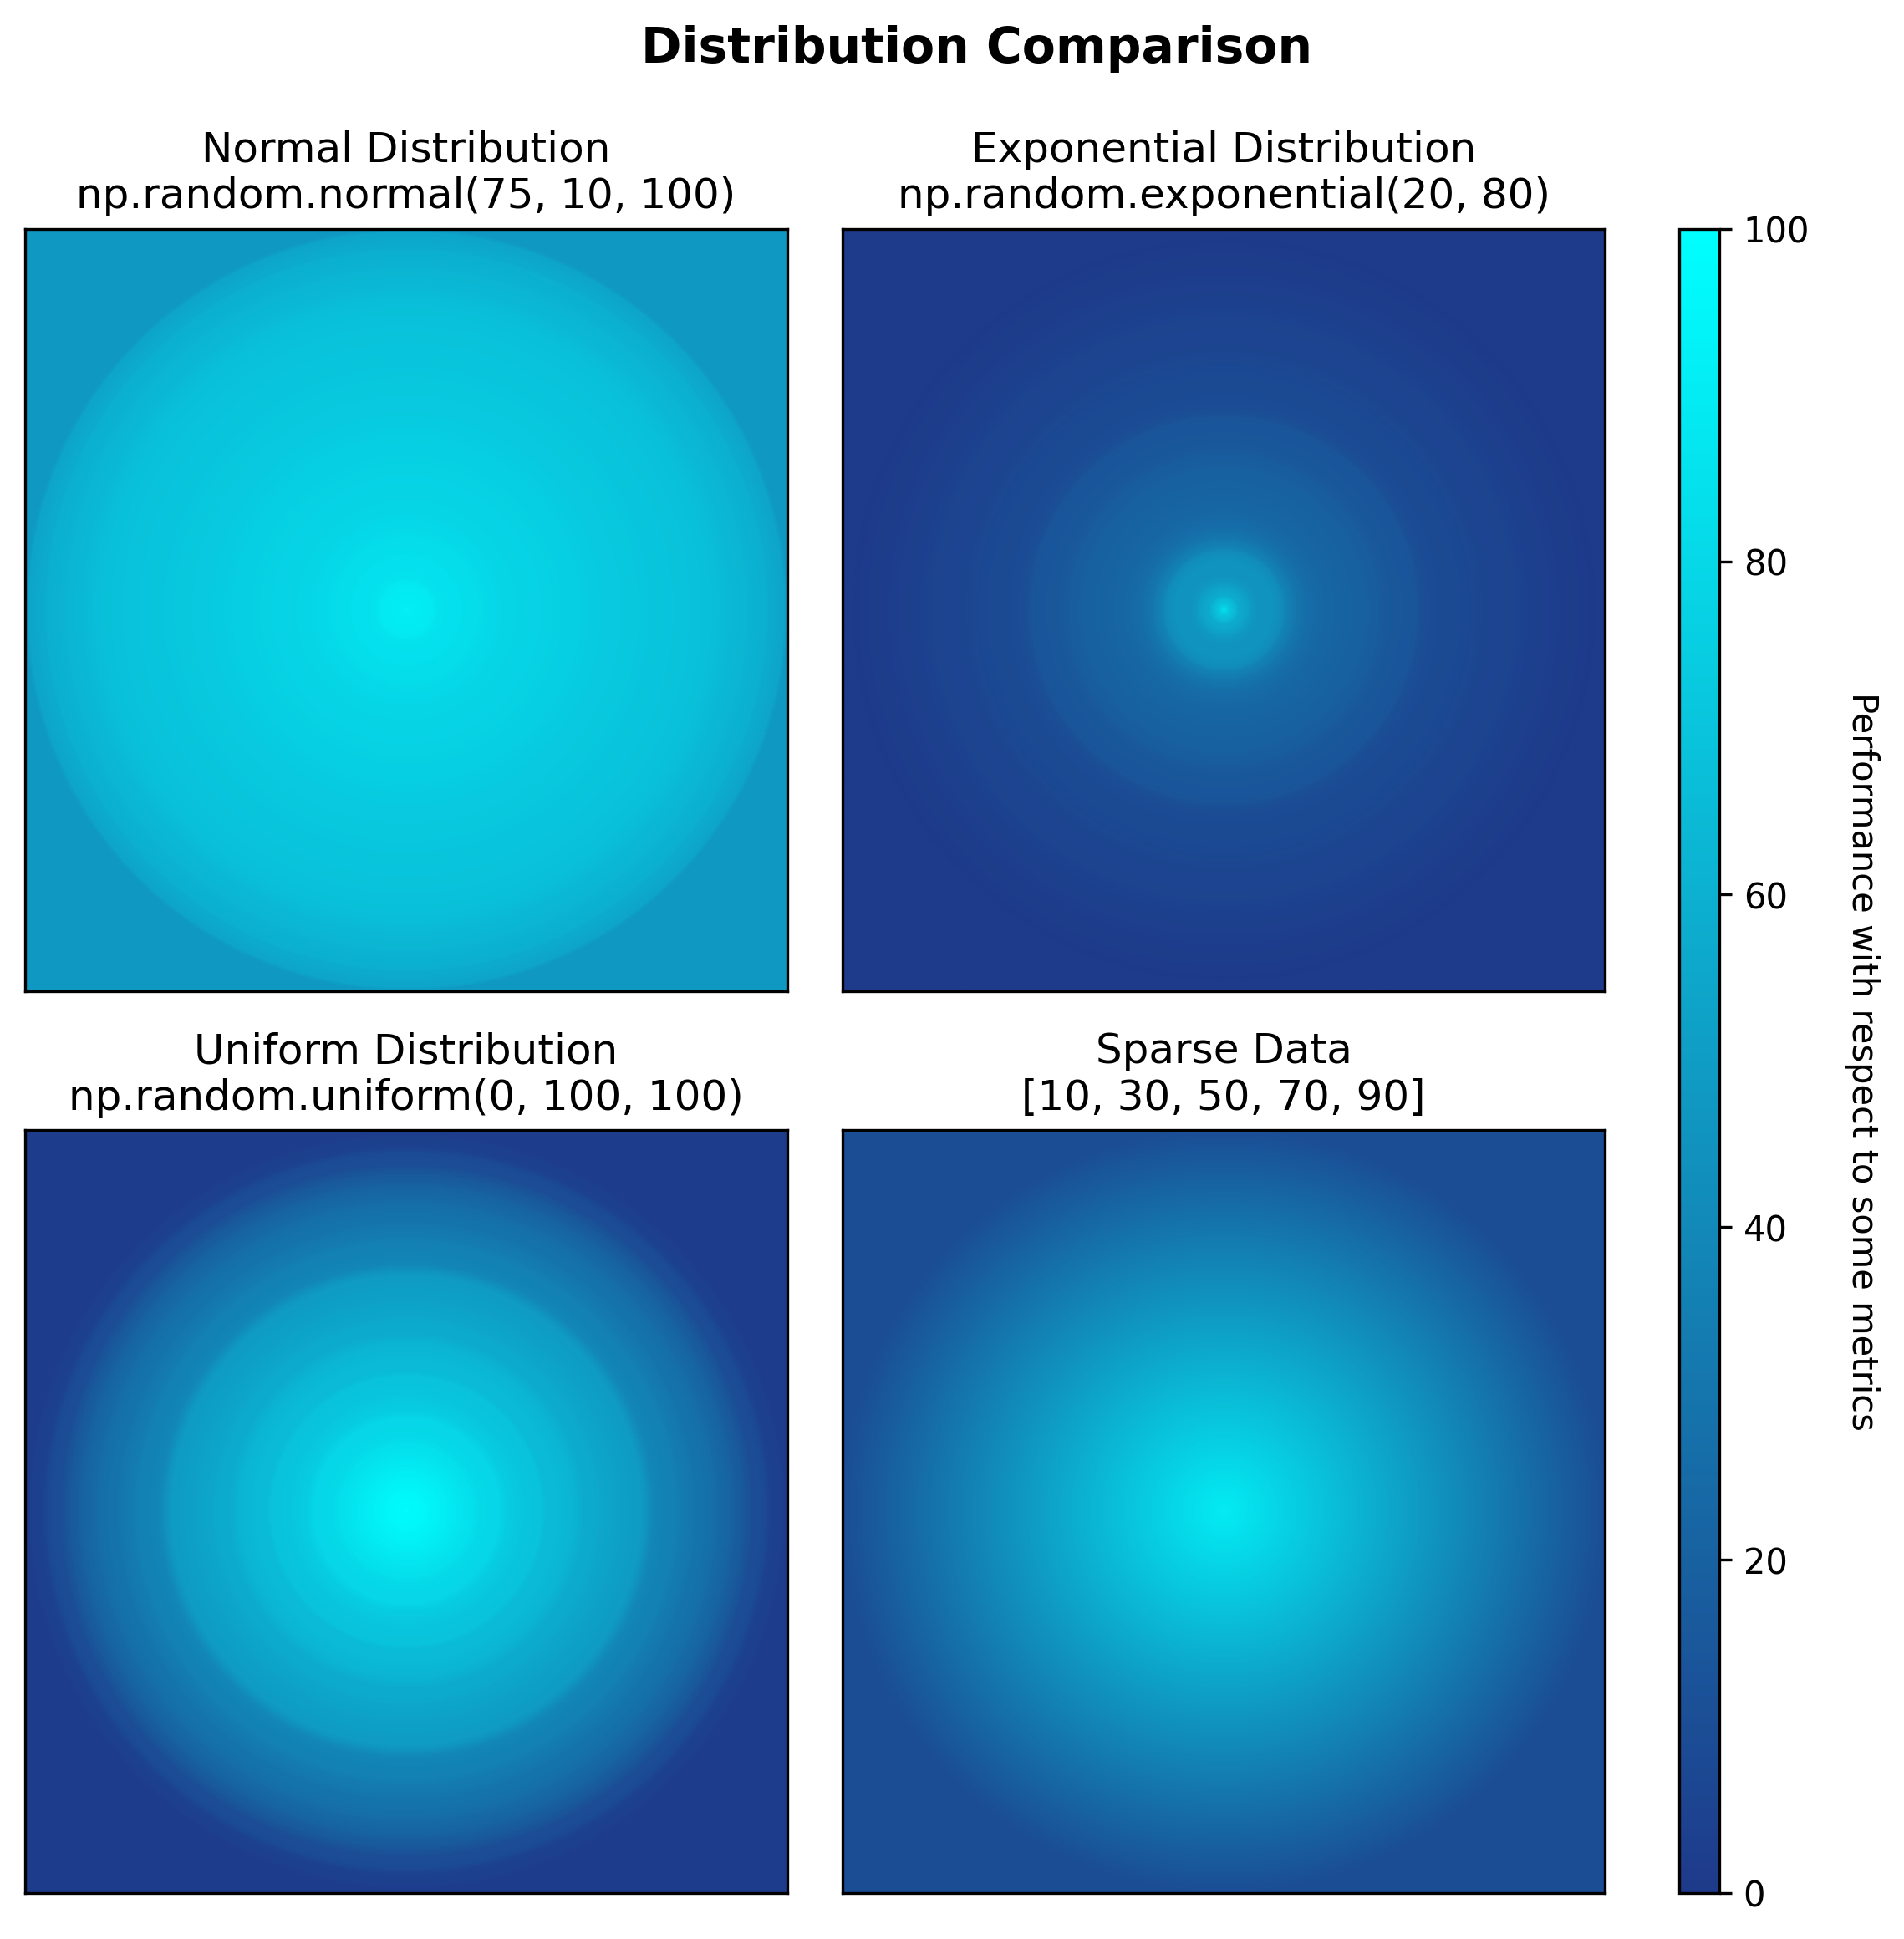 Distribution Comparison
Normal Distribution
np.random.normal(75, 10, 100)
Exponential Distribution
np.random.exponential(20, 80)
Uniform Distribution
np.random.uniform(0, 100, 100)
Sparse Data
[10, 30, 50, 70, 90]
100
80
60
40
20
0
Performance with respect to some metrics